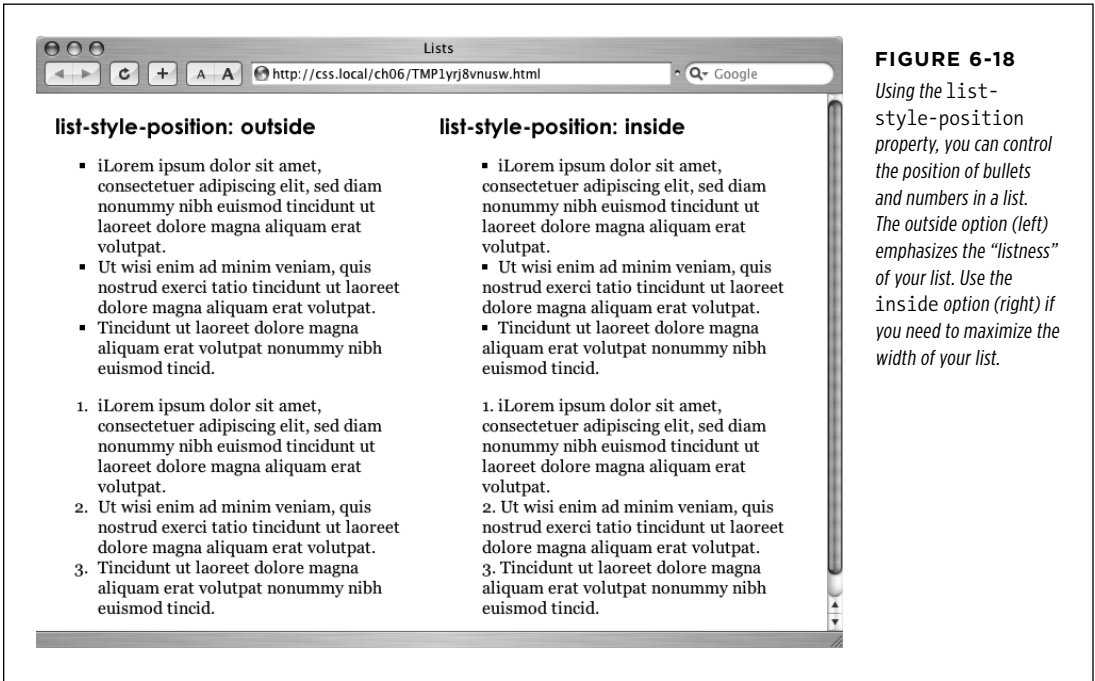 Lists
A A http://css.local/ch06/TMP1yrj8vnusw.html Google
list-style-position: outside
▪ iLorem ipsum dolor sit amet,
consectetuer adipiscing elit, sed diam
nonummy nibh euismod tincidunt ut
laoreet dolore magna aliquam erat
volutpat.
▪ Ut wisi enim ad minim veniam, quis
nostrud exerci tatio tincidunt ut laoreet
dolore magna aliquam erat volutpat.
▪ Tincidunt ut laoreet dolore magna
aliquam erat volutpat nonummy nibh
euismod tincid.
1. iLorem ipsum dolor sit amet,
consectetuer adipiscing elit, sed diam
nonummy nibh euismod tincidunt ut
laoreet dolore magna aliquam erat
volutpat.
2. Ut wisi enim ad minim veniam, quis
nostrud exerci tatio tincidunt ut laoreet
dolore magna aliquam erat volutpat.
3. Tincidunt ut laoreet dolore magna
aliquam erat volutpat nonummy nibh
euismod tincid.
list-style-position: inside
▪ iLorem ipsum dolor sit amet,
consectetuer adipiscing elit, sed diam
nonummy nibh euismod tincidunt ut
laoreet dolore magna aliquam erat
volutpat.
▪ Ut wisi enim ad minim veniam, quis
nostrud exerci tatio tincidunt ut laoreet
dolore magna aliquam erat volutpat.
▪ Tincidunt ut laoreet dolore magna
aliquam erat volutpat nonummy nibh
euismod tincid.
1. iLorem ipsum dolor sit amet,
consectetuer adipiscing elit, sed diam
nonummy nibh euismod tincidunt ut
laoreet dolore magna aliquam erat
volutpat.
2. Ut wisi enim ad minim veniam, quis
nostrud exerci tatio tincidunt ut laoreet
dolore magna aliquam erat volutpat.
3. Tincidunt ut laoreet dolore magna
aliquam erat volutpat nonummy nibh
euismod tincid.
FIGURE 6-18
Using the list-
style-position
property, you can control
the position of bullets
and numbers in a list.
The outside option (left)
emphasizes the “listness”
of your list. Use the
inside option (right) if
you need to maximize the
width of your list.